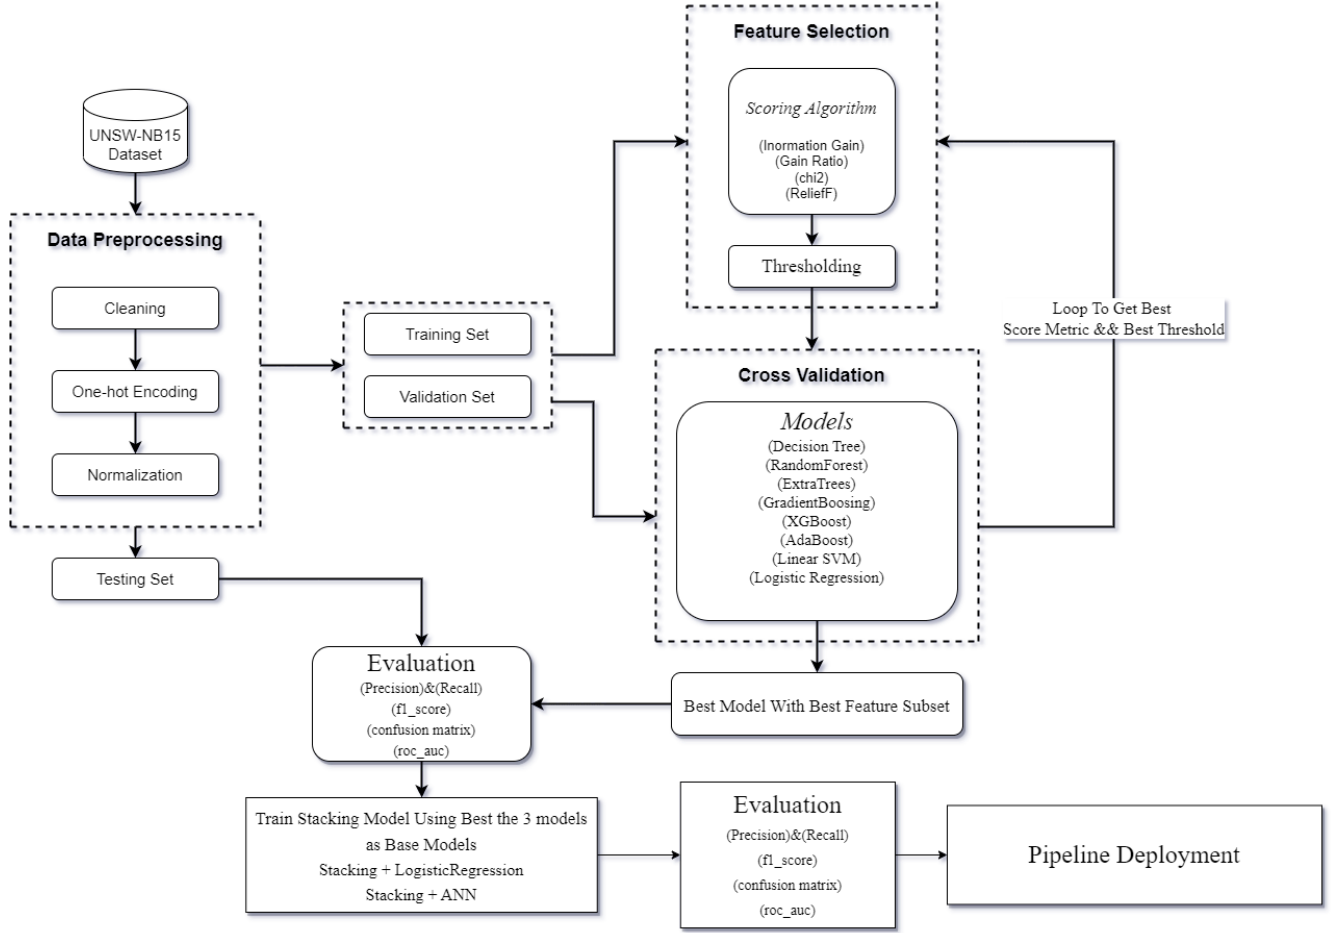 Feature Selection
Scoring Algorithm
(Inormation Gain)
(Gain Ratio)
(chi2)
(ReliefF)
Thresholding
UNSW-NB15
Dataset
Data Preprocessing
Cleaning
One-hot Encoding
Normalization
Training Set
Validation Set
Loop To Get Best
Score Metric && Best Threshold
Cross Validation
Models
(Decision Tree)
(RandomForest)
(ExtraTrees)
(GradientBoosing)
(XGBoost)
(AdaBoost)
(Linear SVM)
(Logistic Regression)
Testing Set
Evaluation
(Precision)&(Recall)
(f1_score)
(confusion matrix)
(roc_auc)
Best Model With Best Feature Subset
Train Stacking Model Using Best the 3 models
as Base Models
Stacking + LogisticRegression
Stacking + ANN
Evaluation
(Precision)&(Recall)
(f1_score)
(confusion matrix)
(roc_auc)
Pipeline Deployment